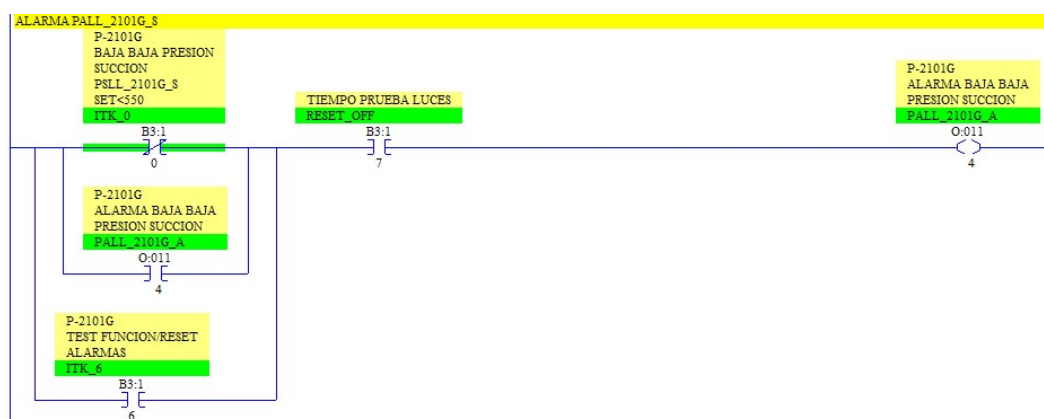 ALARMA PALL_2101G_S
P-2101G
BAJA BAJA PRESION
SUCCION
PSLL_2101G_S
SET<550
ITK_0
B3:1
0
TIEMPO PRUEBA LUCES
RESET_OFF
B3:1
7
P-2101G
ALARMA BAJA BAJA
PRESION SUCCION
PALL_2101G_A
O:011
4
P-2101G
ALARMA BAJA BAJA
PRESION SUCCION
PALL_2101G_A
O:011
4
P-2101G
TEST FUNCION/RESET
ALARMAS
ITK_6
B3:1
6